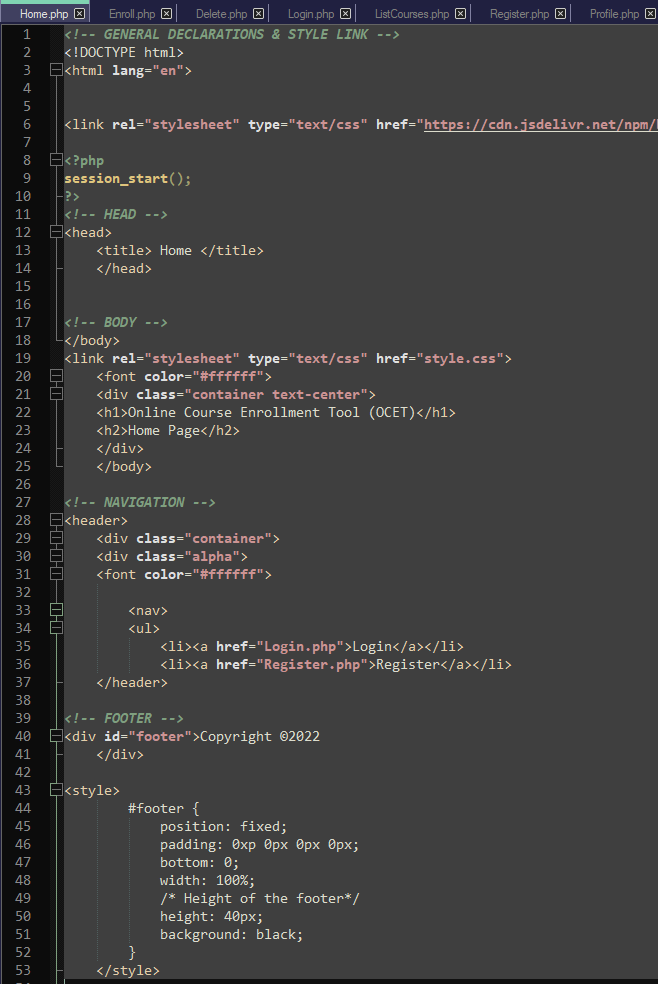 Home.php Enroll.php Delete.php Login.php ListCourses.php Register.php Profile.php
1 <!-- GENERAL DECLARATIONS & STYLE LINK -->
2 <!DOCTYPE html>
3 <html lang="en">
4
5
6 <link rel="stylesheet" type="text/css" href="https://cdn.jsdelivr.net/npm/
7
8 <?php
9 session_start();
10 ?>
11 <!-- HEAD -->
12 <head>
13     <title> Home </title>
14     </head>
15
16
17 <!-- BODY -->
18 </body>
19 <link rel="stylesheet" type="text/css" href="style.css">
20     <font color="#ffffff">
21     <div class="container text-center">
22     <h1>Online Course Enrollment Tool (OCET)</h1>
23     <h2>Home Page</h2>
24     </div>
25     </body>
26
27 <!-- NAVIGATION -->
28 <header>
29     <div class="container">
30     <div class="alpha">
31     <font color="#ffffff">
32
33         <nav>
34         <ul>
35             <li><a href="Login.php">Login</a></li>
36             <li><a href="Register.php">Register</a></li>
37     </header>
38
39 <!-- FOOTER -->
40 <div id="footer">Copyright ©2022
41     </div>
42
43 <style>
44         #footer {
45             position: fixed;
46             padding: 0xp 0px 0px 0px;
47             bottom: 0;
48             width: 100%;
49             /* Height of the footer*/
50             height: 40px;
51             background: black;
52         }
53     </style>